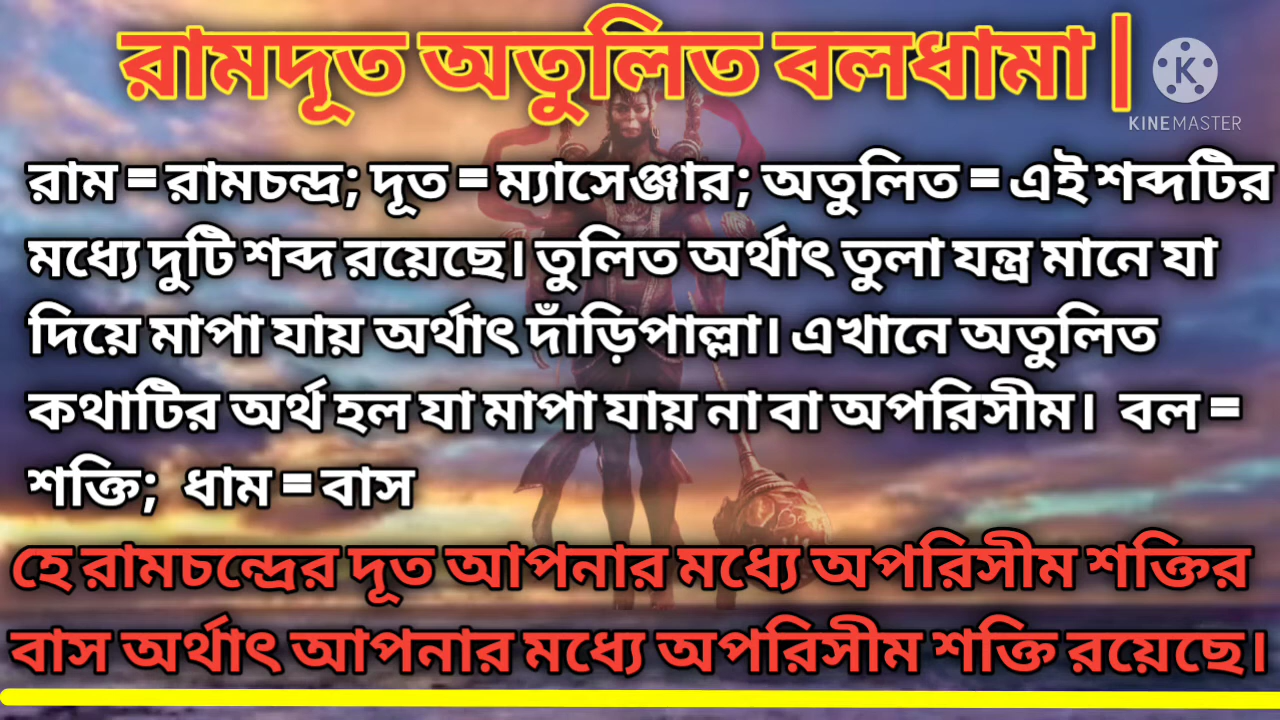 রামদূত অতুলিত বলধামা |
K
KINEMASTER
রাম = রামচন্দ্র; দূত = ম্যাসেঞ্জার; অতুলিত = এই শব্দটির
মধ্যে দুটি শব্দ রয়েছে। তুলিত অর্থাৎ তুলা যন্ত্র মানে যা
দিয়ে মাপা যায় অর্থাৎ দাঁড়িপাল্লা। এখানে অতুলিত
কথাটির অর্থ হল যা মাপা যায় না বা অপরিসীম। বল =
শক্তি; ধাম = বাস
হে রামচন্দ্রের দূত আপনার মধ্যে অপরিসীম শক্তির
বাস অর্থাৎ আপনার মধ্যে অপরিসীম শক্তি রয়েছে।